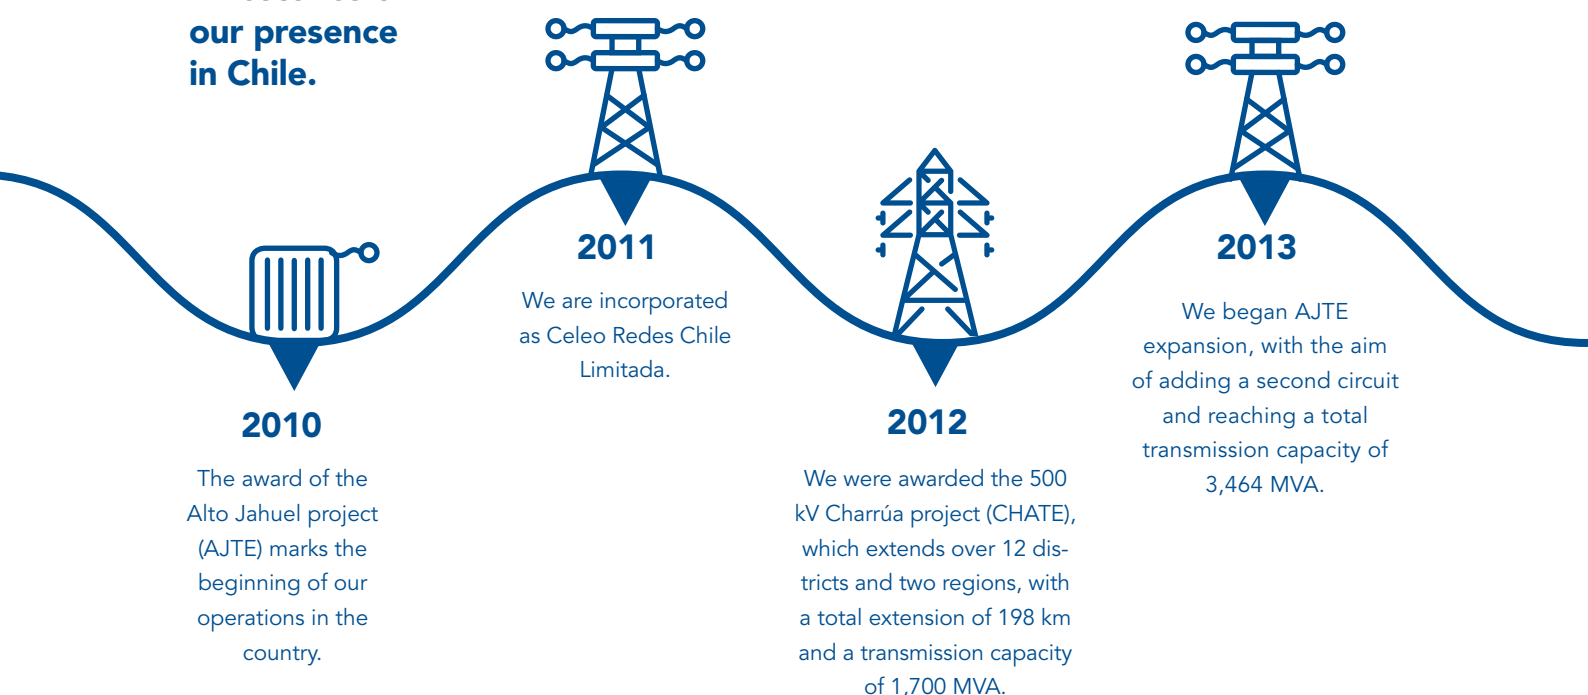 our presence
in Chile.
2010
The award of the
Alto Jahuel project
(AJTE) marks the
beginning of our
operations in the
country.
2011
We are incorporated
as Celeo Redes Chile
Limitada.
2012
We were awarded the 500
kV Charrúa project (CHATE),
which extends over 12 dis-
tricts and two regions, with
a total extension of 198 km
and a transmission capacity
of 1,700 MVA.
2013
We began AJTE
expansion, with the aim
of adding a second circuit
and reaching a total
transmission capacity of
3,464 MVA.